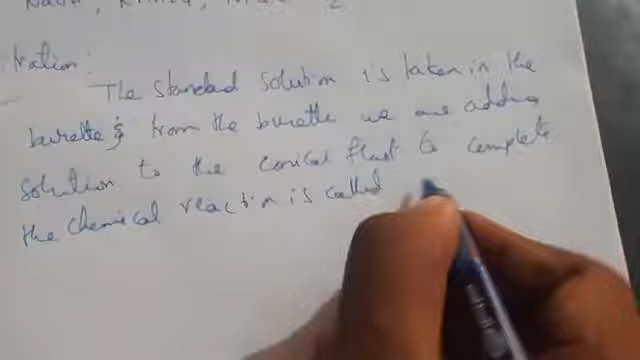 itration:
The standard solution is taken in the
burette & from the burette we are adding
solution to the conical flask to complete
the chemical reaction is called